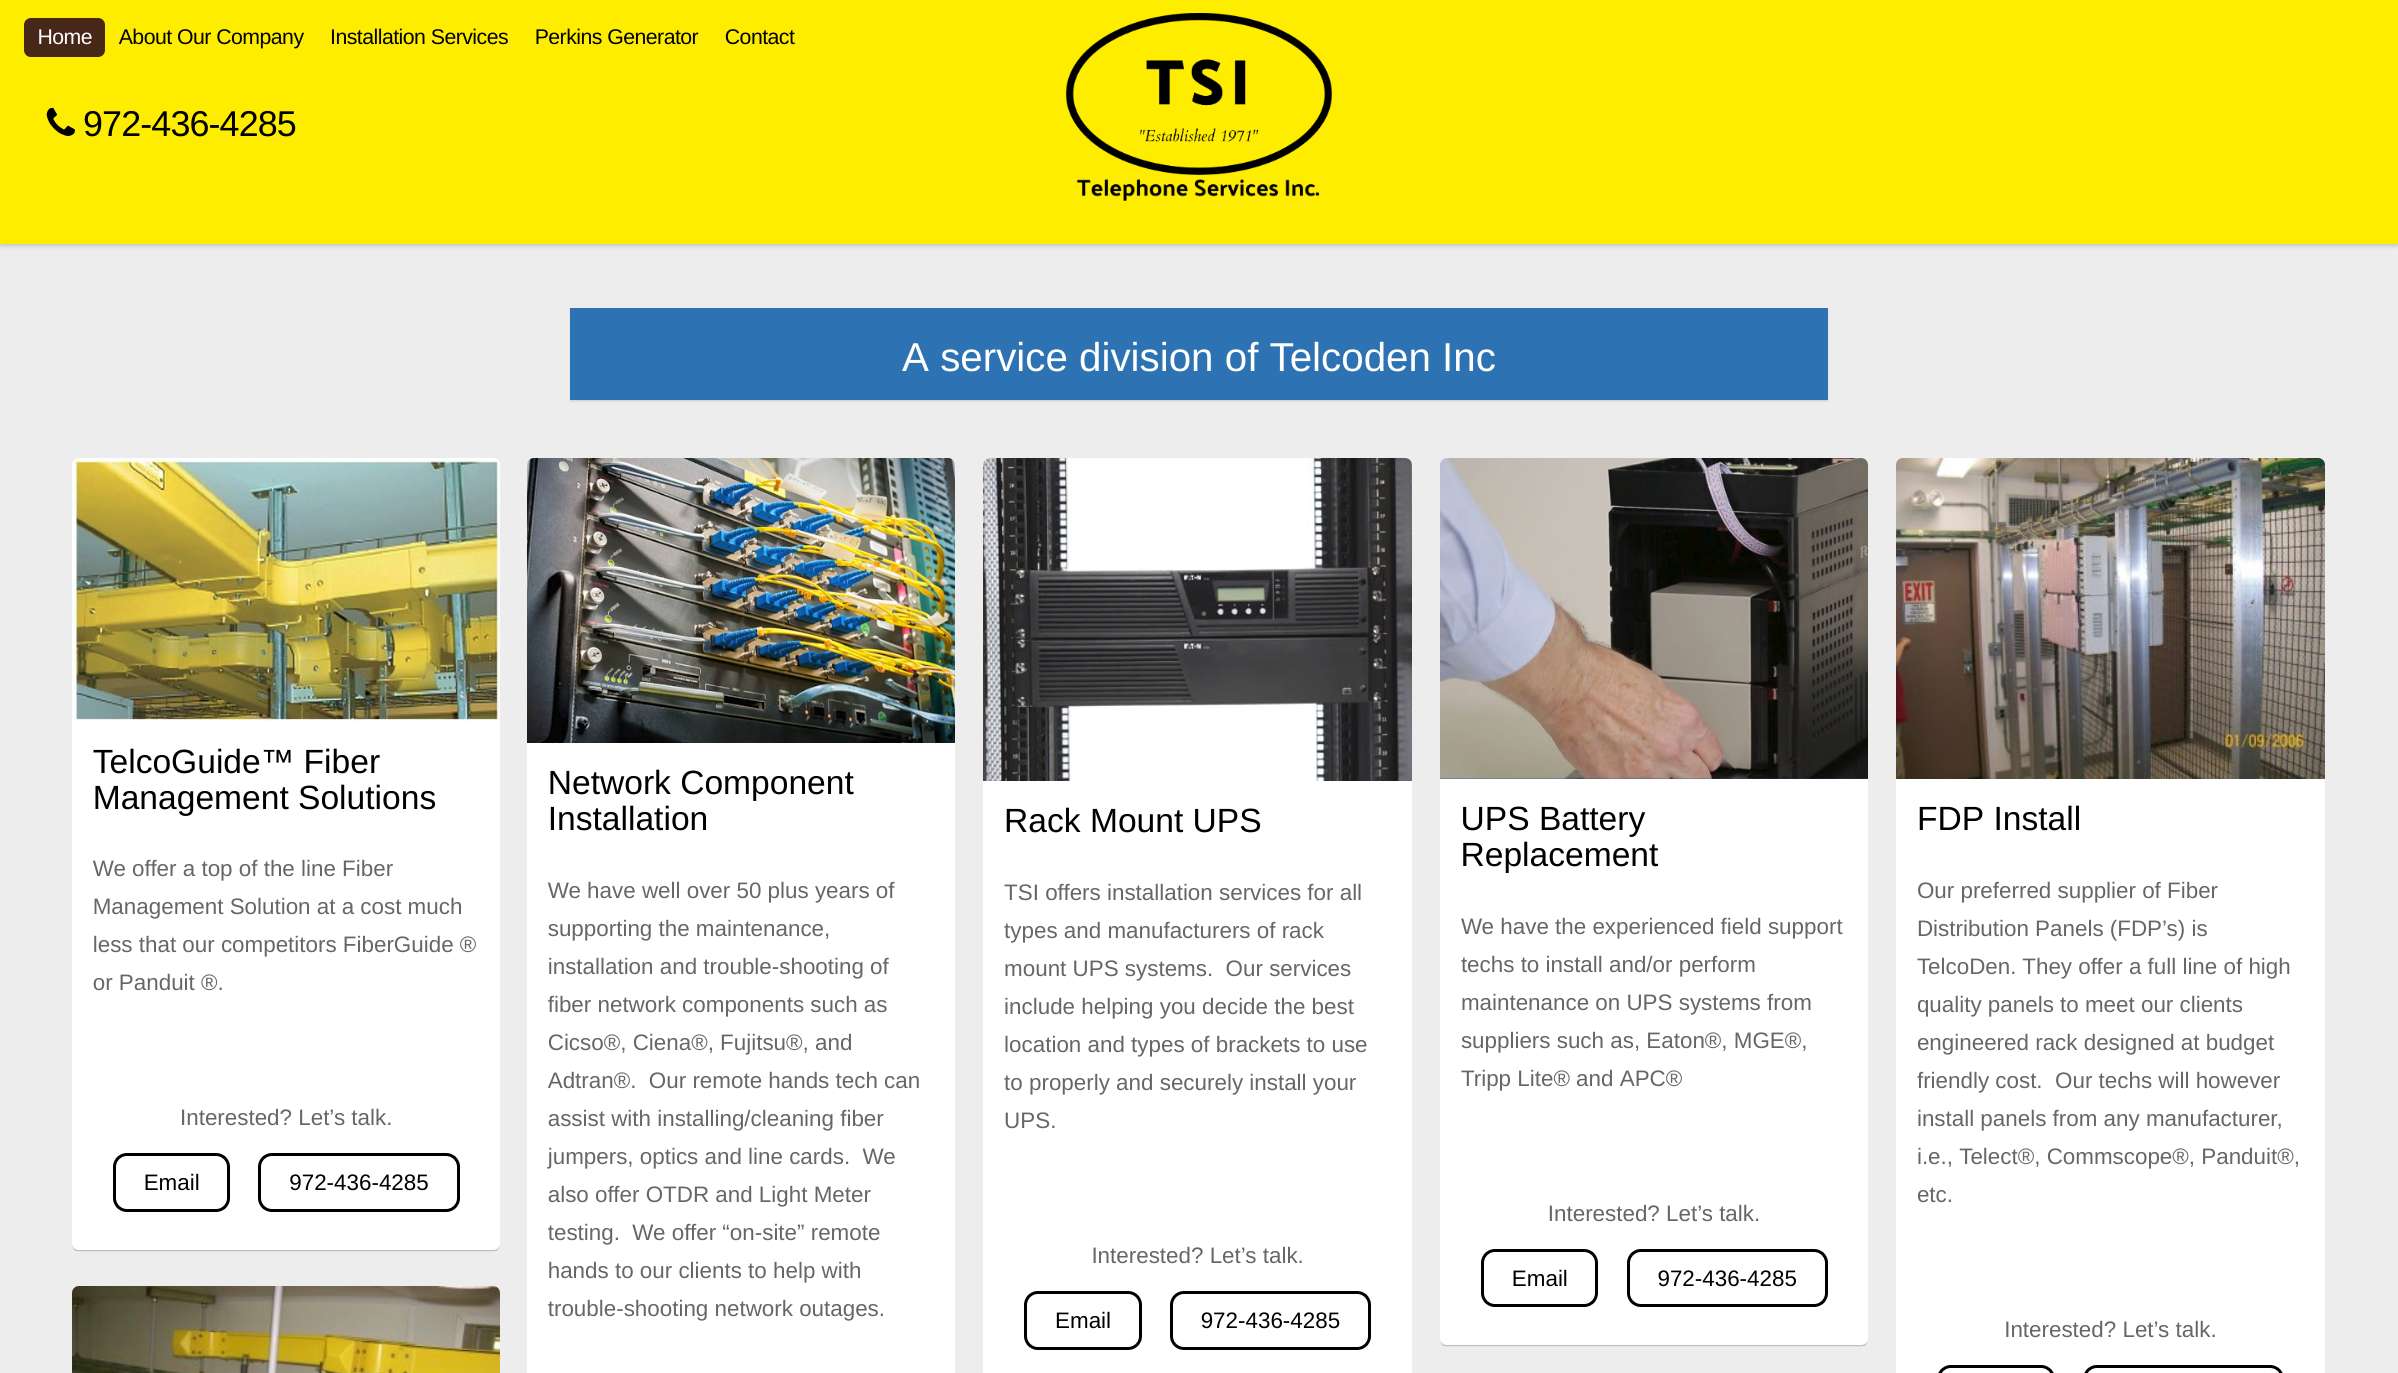 Home About Our Company Installation Services Perkins Generator Contact
972-436-4285
TSI
"Established 1971"
Telephone Services Inc.
A service division of Telcoden Inc
TelcoGuide™ Fiber
Management Solutions
We offer a top of the line Fiber
Management Solution at a cost much
less that our competitors FiberGuide ®
or Panduit ®.
Interested? Let’s talk.
Email 972-436-4285
Network Component
Installation
We have well over 50 plus years of
supporting the maintenance,
installation and trouble-shooting of
fiber network components such as
Cicso®, Ciena®, Fujitsu®, and
Adtran®.  Our remote hands tech can
assist with installing/cleaning fiber
jumpers, optics and line cards.  We
also offer OTDR and Light Meter
testing.  We offer “on-site” remote
hands to our clients to help with
trouble-shooting network outages.
EATON
EATON
Rack Mount UPS
TSI offers installation services for all
types and manufacturers of rack
mount UPS systems.  Our services
include helping you decide the best
location and types of brackets to use
to properly and securely install your
UPS.
Interested? Let’s talk.
Email 972-436-4285
UPS Battery
Replacement
We have the experienced field support
techs to install and/or perform
maintenance on UPS systems from
suppliers such as, Eaton®, MGE®,
Tripp Lite® and APC®
Interested? Let’s talk.
Email 972-436-4285
EXIT
01/09/2006
FDP Install
Our preferred supplier of Fiber
Distribution Panels (FDP’s) is
TelcoDen. They offer a full line of high
quality panels to meet our clients
engineered rack designed at budget
friendly cost.  Our techs will however
install panels from any manufacturer,
i.e., Telect®, Commscope®, Panduit®,
etc.
Interested? Let’s talk.